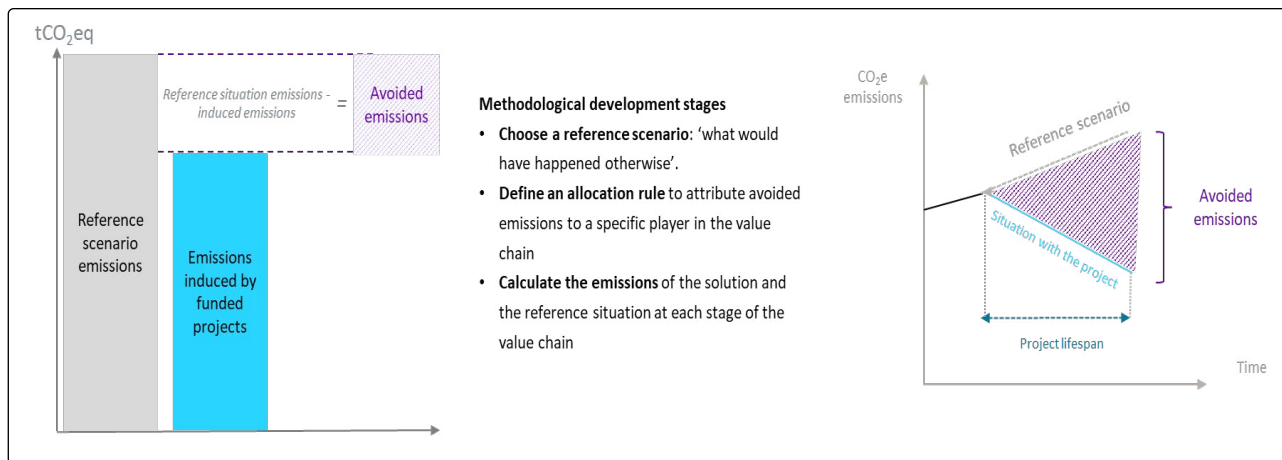 tCO₂eq
Reference situation emissions -
induced emissions
=
Avoided
emissions
Reference
scenario
emissions
Emissions
induced by
funded
projects
Methodological development stages
• Choose a reference scenario: ‘what would
have happened otherwise’.
• Define an allocation rule to attribute avoided
emissions to a specific player in the value
chain
• Calculate the emissions of the solution and
the reference situation at each stage of the
value chain
CO₂e
emissions
Reference scenario
Situation with the project
Avoided
emissions
Project lifespan
Time